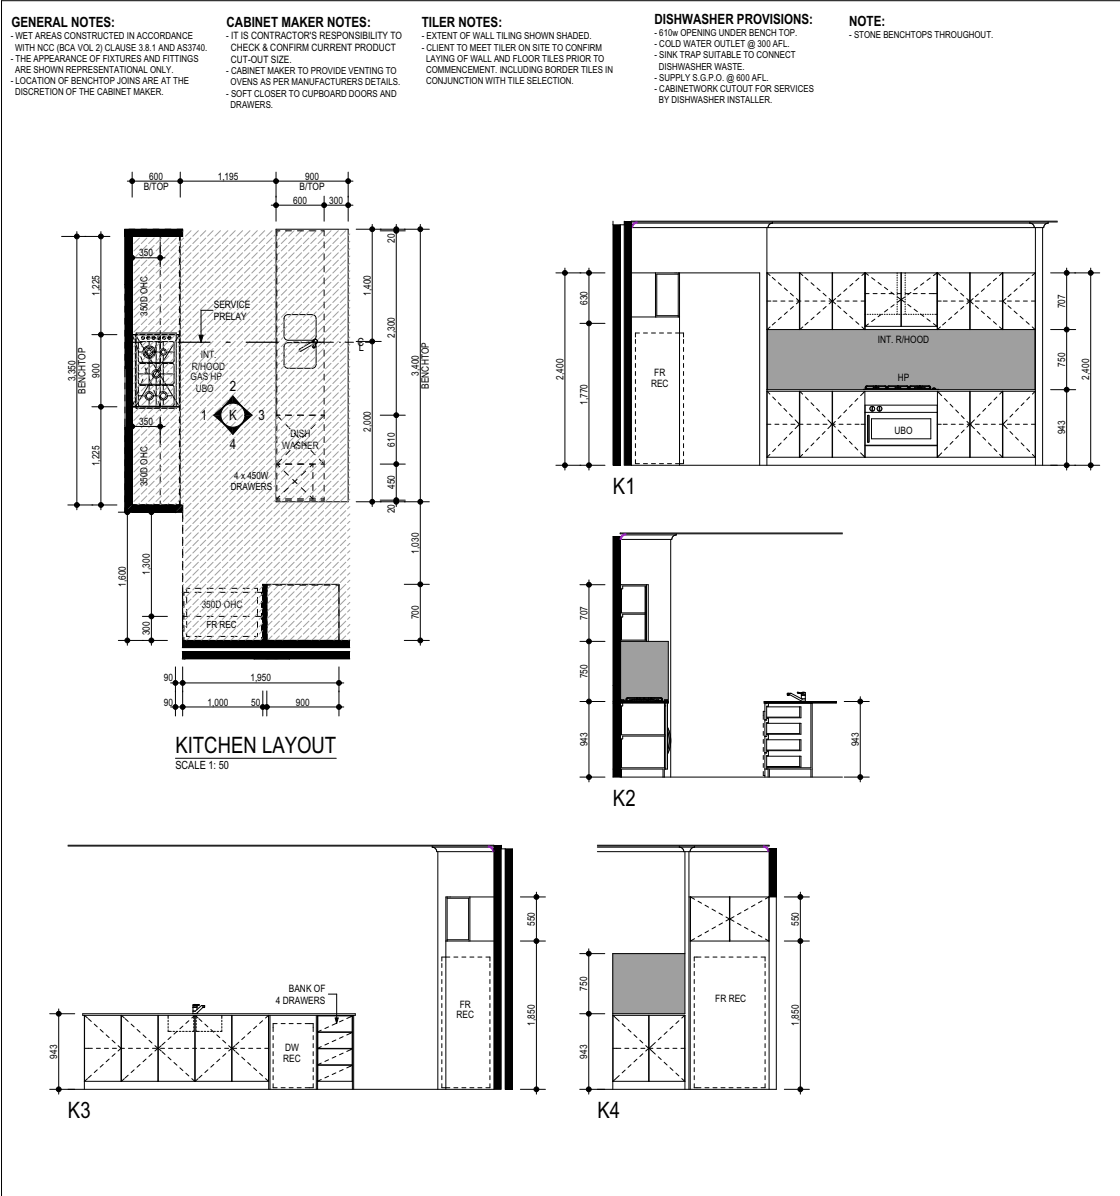 GENERAL NOTES:
- WET AREAS CONSTRUCTED IN ACCORDANCE
WITH NCC (BCA VOL 2) CLAUSE 3.8.1 AND AS3740.
- THE APPEARANCE OF FIXTURES AND FITTINGS
ARE SHOWN REPRESENTATIONAL ONLY.
- LOCATION OF BENCHTOP JOINS ARE AT THE
DISCRETION OF THE CABINET MAKER.
CABINET MAKER NOTES:
- IT IS CONTRACTOR'S RESPONSIBILITY TO
CHECK & CONFIRM CURRENT PRODUCT
CUT-OUT SIZE.
- CABINET MAKER TO PROVIDE VENTING TO
OVENS AS PER MANUFACTURERS DETAILS.
- SOFT CLOSER TO CUPBOARD DOORS AND
DRAWERS.
TILER NOTES:
- EXTENT OF WALL TILING SHOWN SHADED.
- CLIENT TO MEET TILER ON SITE TO CONFIRM
LAYING OF WALL AND FLOOR TILES PRIOR TO
COMMENCEMENT. INCLUDING BORDER TILES IN
CONJUNCTION WITH TILE SELECTION.
DISHWASHER PROVISIONS:
- 610w OPENING UNDER BENCH TOP.
- COLD WATER OUTLET @ 300 AFL.
- SINK TRAP SUITABLE TO CONNECT
DISHWASHER WASTE.
- SUPPLY S.G.P.O. @ 600 AFL.
- CABINETWORK CUTOUT FOR SERVICES
BY DISHWASHER INSTALLER.
NOTE:
- STONE BENCHTOPS THROUGHOUT.
600
B/TOP
1,195
900
B/TOP
600
300
3,350
BENCHTOP
1,225
900
1,225
350
350D OHC
350
350D OHC
SERVICE
PRELAY
INT.
R/HOOD
GAS HP
UBO
1
2
3
4
K
DISH
WASHER
4 x 450W
DRAWERS
20
2,300
610
450
20
1,400
2,000
3,400
BENCHTOP
1,030
700
1,600
1,300
300
350D OHC
FR REC
90
1,950
90
1,000
50
900
KITCHEN LAYOUT
SCALE 1: 50
2,400
630
1,770
FR
REC
INT. R/HOOD
HP
UBO
707
750
943
2,400
K1
707
750
943
943
K2
943
BANK OF
4 DRAWERS
DW
REC
FR
REC
550
1,850
K3
750
943
FR REC
550
1,850
K4